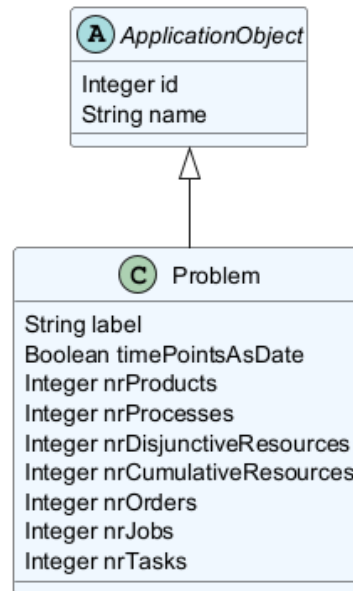 A ApplicationObject
Integer id
String name
C Problem
String label
Boolean timePointsAsDate
Integer nrProducts
Integer nrProcesses
Integer nrDisjunctiveResources
Integer nrCumulativeResources
Integer nrOrders
Integer nrJobs
Integer nrTasks